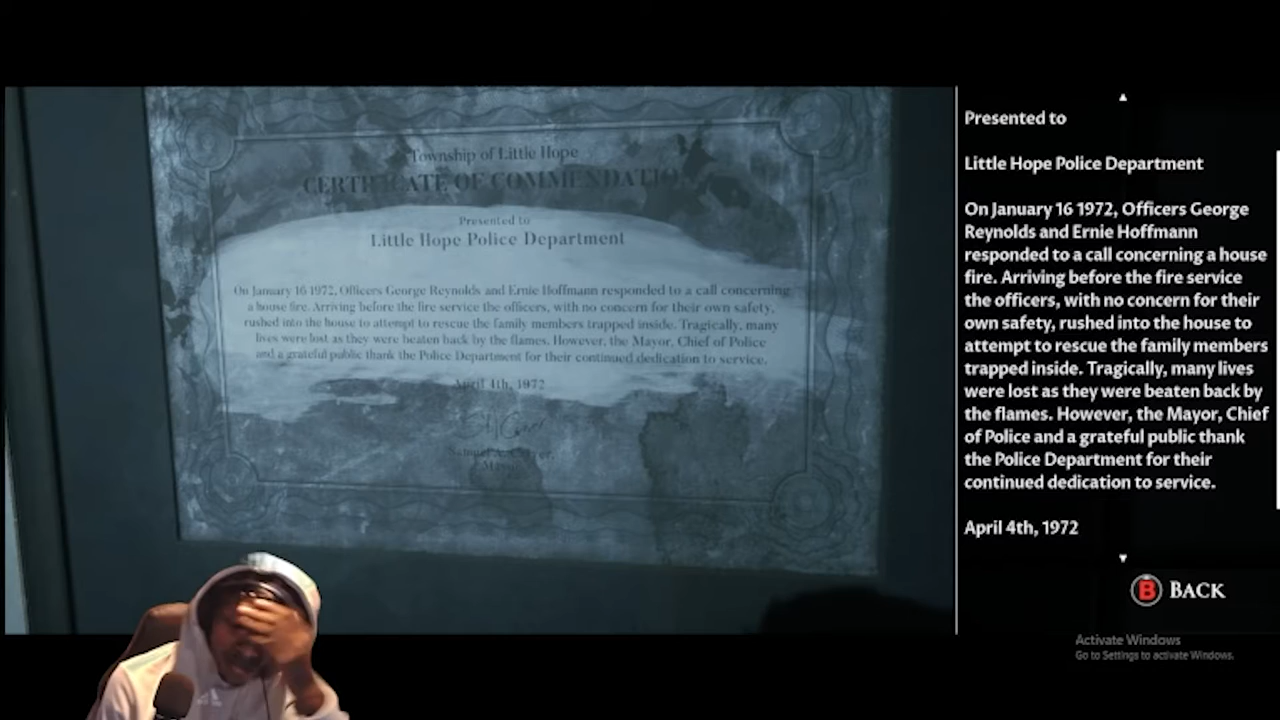 Township of Little Hope
CERTIFICATE OF COMMENDATIO
Presented to
Little Hope Police Department
On January 16 1972, Officers George Reynolds and Ernie Hoffmann responded to a call concerning
a house fire. Arriving before the fire service the officers, with no concern for their own safety,
rushed into the house to attempt to rescue the family members trapped inside. Tragically, many
lives were lost as they were beaten back by the flames. However, the Mayor, Chief of Police
and a grateful public thank the Police Department for their continued dedication to service.
April 4th, 1972
Samuel A.
Mayor
Presented to
Little Hope Police Department
On January 16 1972, Officers George
Reynolds and Ernie Hoffmann
responded to a call concerning a house
fire. Arriving before the fire service
the officers, with no concern for their
own safety, rushed into the house to
attempt to rescue the family members
trapped inside. Tragically, many lives
were lost as they were beaten back by
the flames. However, the Mayor, Chief
of Police and a grateful public thank
the Police Department for their
continued dedication to service.
April 4th, 1972
B BACK
Activate Windows
Go to Settings to activate Windows.